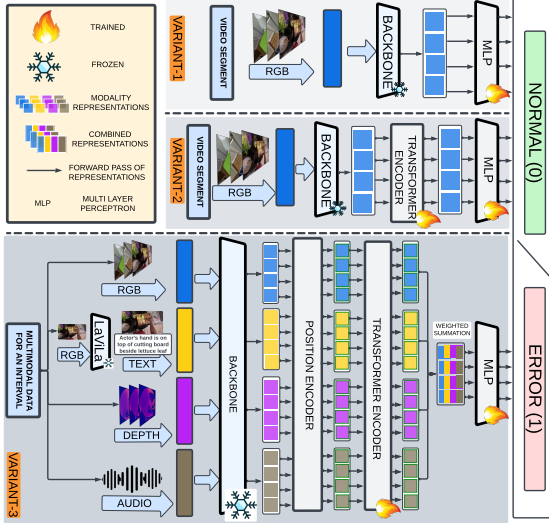 TRAINED
FROZEN
MODALITY
REPRESENTATIONS
COMBINED
REPRESENTATIONS
FORWARD PASS OF
REPRESENTATIONS
MLP
MULTI LAYER
PERCEPTRON
VARIANT-1
VIDEO SEGMENT
RGB
BACKBONE
MLP
VARIANT-2
VIDEO SEGMENT
RGB
BACKBONE
TRANSFORMER
ENCODER
MLP
NORMAL (0)
VARIANT-3
MULTIMODAL DATA
FOR AN INTERVAL
RGB
RGB
LaViLa
Actor's hand is on
top of cutting board
beside lettuce leaf
TEXT
DEPTH
AUDIO
BACKBONE
POSITION ENCODER
TRANSFORMER ENCODER
WEIGHTED
SUMMATION
MLP
ERROR (1)